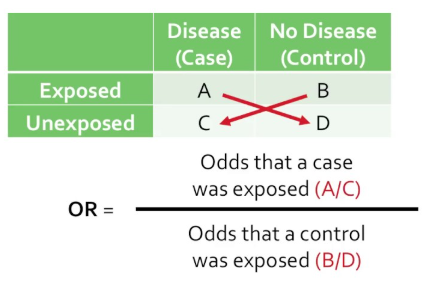 Disease No Disease
(Case) (Control)
Exposed A B
Unexposed C D
Odds that a case
was exposed (A/C)
OR =
Odds that a control
was exposed (B/D)